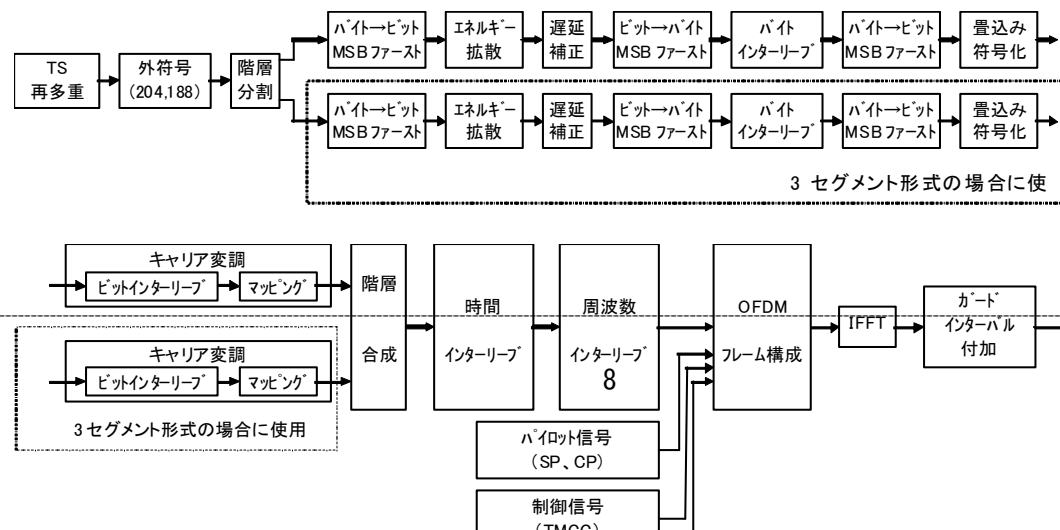 TS
再多重
外符号
(204,188)
階層
分割
バイト→ビット
MSBファースト
エネルギー
拡散
遅延
補正
ビット→バイト
MSBファースト
バイト
インターリーブ
バイト→ビット
MSBファースト
畳込み
符号化
バイト→ビット
MSBファースト
エネルギー
拡散
遅延
補正
ビット→バイト
MSBファースト
バイト
インターリーブ
バイト→ビット
MSBファースト
畳込み
符号化
3 セグメント形式の場合に使
キャリア変調
ビットインターリーブ
マッピング
キャリア変調
ビットインターリーブ
マッピング
3セグメント形式の場合に使用
階層
合成
時間
インターリーブ
周波数
インターリーブ
8
OFDM
フレーム構成
IFFT
ガード
インターバル
付加
パイロット信号
(SP、CP)
制御信号
(TMCC)